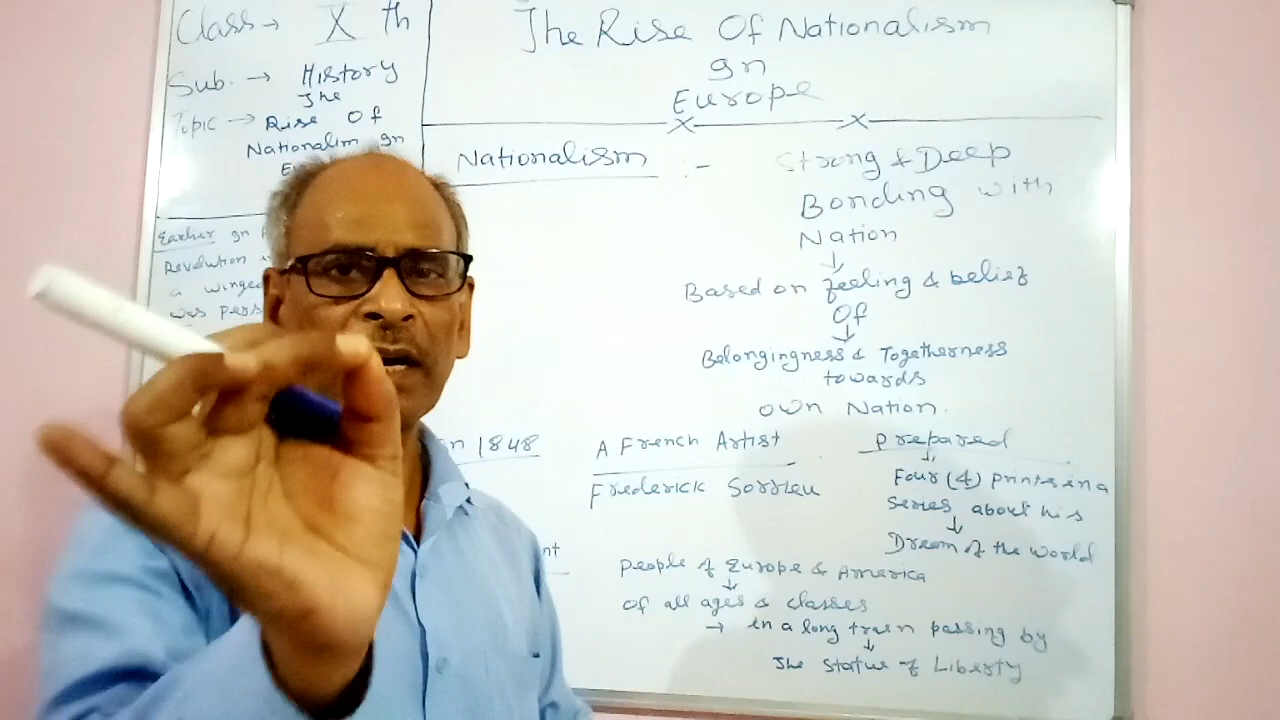 Class → X th
Sub. → History
Topic → The
Rise Of
Nationalim In
The Rise Of Nationalism
In
Europe
Nationalism :- Strong & Deep
Bonding with
Nation
↓
Based on feeling & belief
Of
↓
Belongingness & Togatherness
towards
own Nation.
Earlier In
Revolution
a winged
was
1848
A French Artist
Frederick Sorrieu
Prepared
↓
Four (4) prints in a
series about his
↓
Dream of the World
People of Europe & America
↓
Of all ages & classes
→ in a long train passing by
↓
The Statue of Liberty